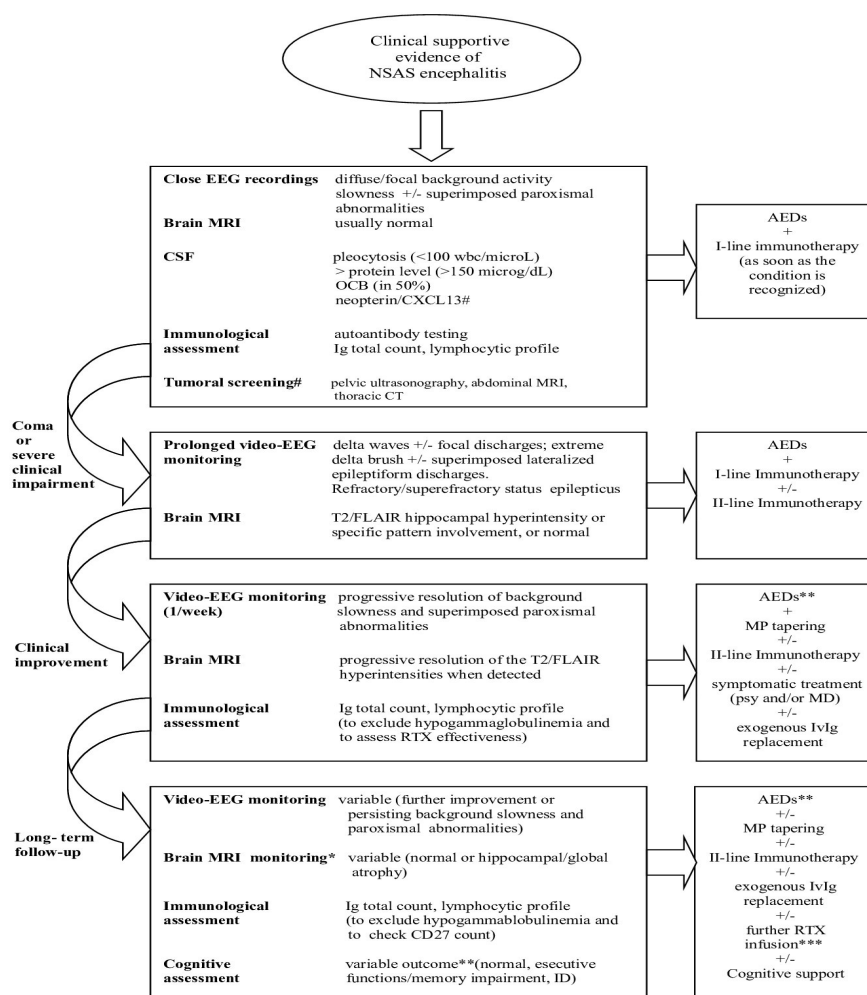 Clinical supportive
evidence of
NSAS encephalitis
Close EEG recordings diffuse/focal background activity
slowness +/- superimposed paroxismal
abnormalities
Brain MRI usually normal
CSF pleocytosis (<100 wbc/microL)
> protein level (>150 microg/dL)
OCB (in 50%)
neopterin/CXCL13#
Immunological autoantibody testing
assessment Ig total count, lymphocytic profile
Tumoral screening# pelvic ultrasonography, abdominal MRI,
thoracic CT
AEDs
+
I-line immunotherapy
(as soon as the
condition is
recognized)
Coma
or
severe
clinical
impairment
Prolonged video-EEG delta waves +/- focal discharges; extreme
monitoring delta brush +/- superimposed lateralized
epileptiform discharges.
Refractory/superefractory status epilepticus
Brain MRI T2/FLAIR hippocampal hyperintensity or
specific pattern involvement, or normal
AEDs
+
I-line Immunotherapy
+/-
II-line Immunotherapy
Clinical
improvement
Video-EEG monitoring progressive resolution of background
(1/week) slowness and superimposed paroxismal
abnormalities
Brain MRI progressive resolution of the T2/FLAIR
hyperintensities when detected
Immunological Ig total count, lymphocytic profile
assessment (to exclude hypogammaglobulinemia and
to assess RTX effectiveness)
AEDs**
+
MP tapering
+/-
II-line Immunotherapy
+/-
symptomatic treatment
(psy and/or MD)
+/-
exogenous IvIg
replacement
Long- term
follow-up
Video-EEG monitoring variable (further improvement or
persisting background slowness and
paroxismal abnormalities)
Brain MRI monitoring* variable (normal or hippocampal/global
atrophy)
Immunological Ig total count, lymphocytic profile
assessment (to exclude hypogammablobulinemia and
to check CD27 count)
Cognitive variable outcome**(normal, esecutive
assessment functions/memory impairment, ID)
AEDs**
+/-
MP tapering
+/-
II-line Immunotherapy
+/-
exogenous IvIg
replacement
+/-
further RTX
infusion***
+/-
Cognitive support